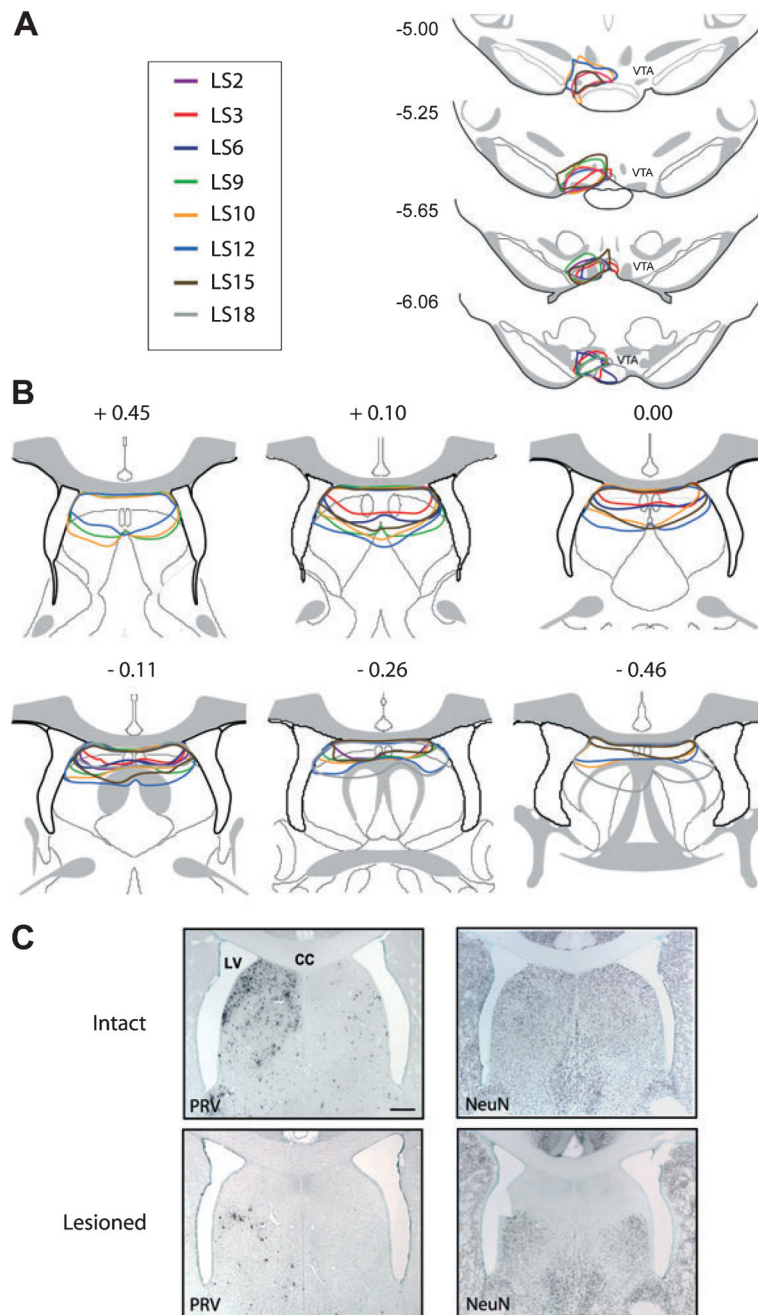 A
LS2
LS3
LS6
LS9
LS10
LS12
LS15
LS18
-5.00
VTA
-5.25
VTA
-5.65
VTA
-6.06
VTA
B
+ 0.45
+ 0.10
0.00
- 0.11
- 0.26
- 0.46
C
Intact
LV
CC
PRV
NeuN
Lesioned
PRV
NeuN